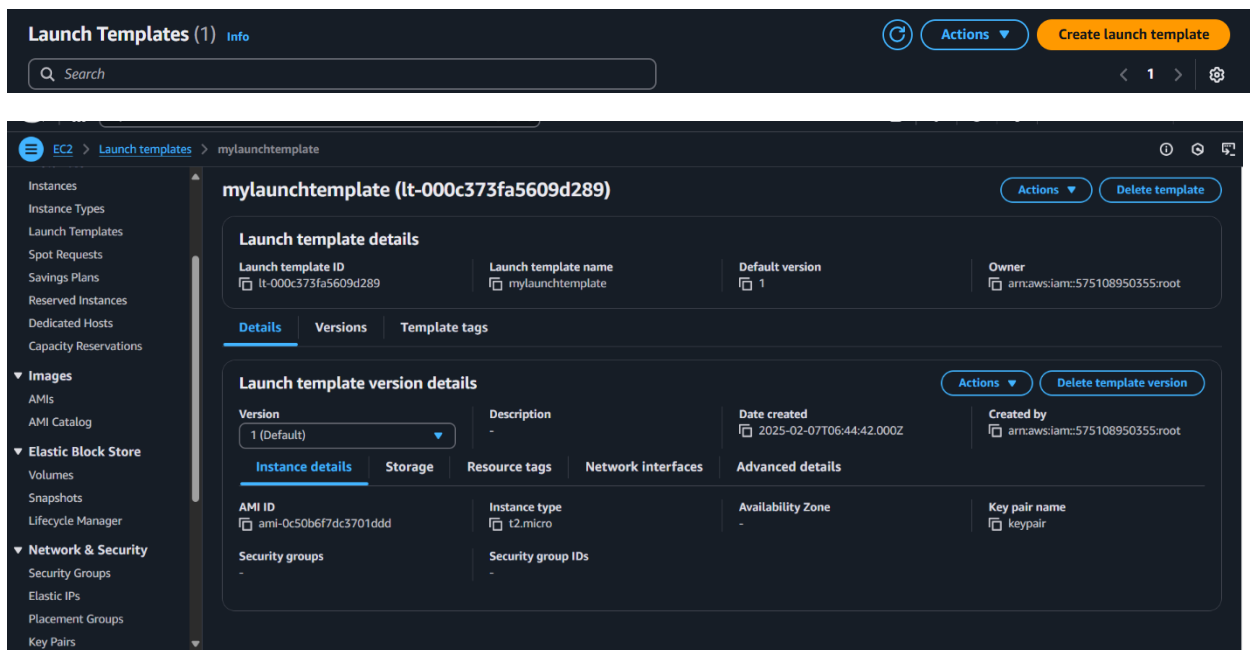 Launch Templates (1) Info
Actions
Create launch template
Search
1
EC2 > Launch templates > mylaunchtemplate
Instances
Instance Types
Launch Templates
Spot Requests
Savings Plans
Reserved Instances
Dedicated Hosts
Capacity Reservations
Images
AMIs
AMI Catalog
Elastic Block Store
Volumes
Snapshots
Lifecycle Manager
Network & Security
Security Groups
Elastic IPs
Placement Groups
Key Pairs
mylaunchtemplate (lt-000c373fa5609d289)
Actions
Delete template
Launch template details
Launch template ID
lt-000c373fa5609d289
Launch template name
mylaunchtemplate
Default version
1
Owner
arn:aws:iam::575108950355:root
Details
Versions
Template tags
Launch template version details
Actions
Delete template version
Version
1 (Default)
Description
-
Date created
2025-02-07T06:44:42.000Z
Created by
arn:aws:iam::575108950355:root
Instance details
Storage
Resource tags
Network interfaces
Advanced details
AMI ID
ami-0c50b6f7dc3701ddd
Instance type
t2.micro
Availability Zone
-
Key pair name
keypair
Security groups
-
Security group IDs
-